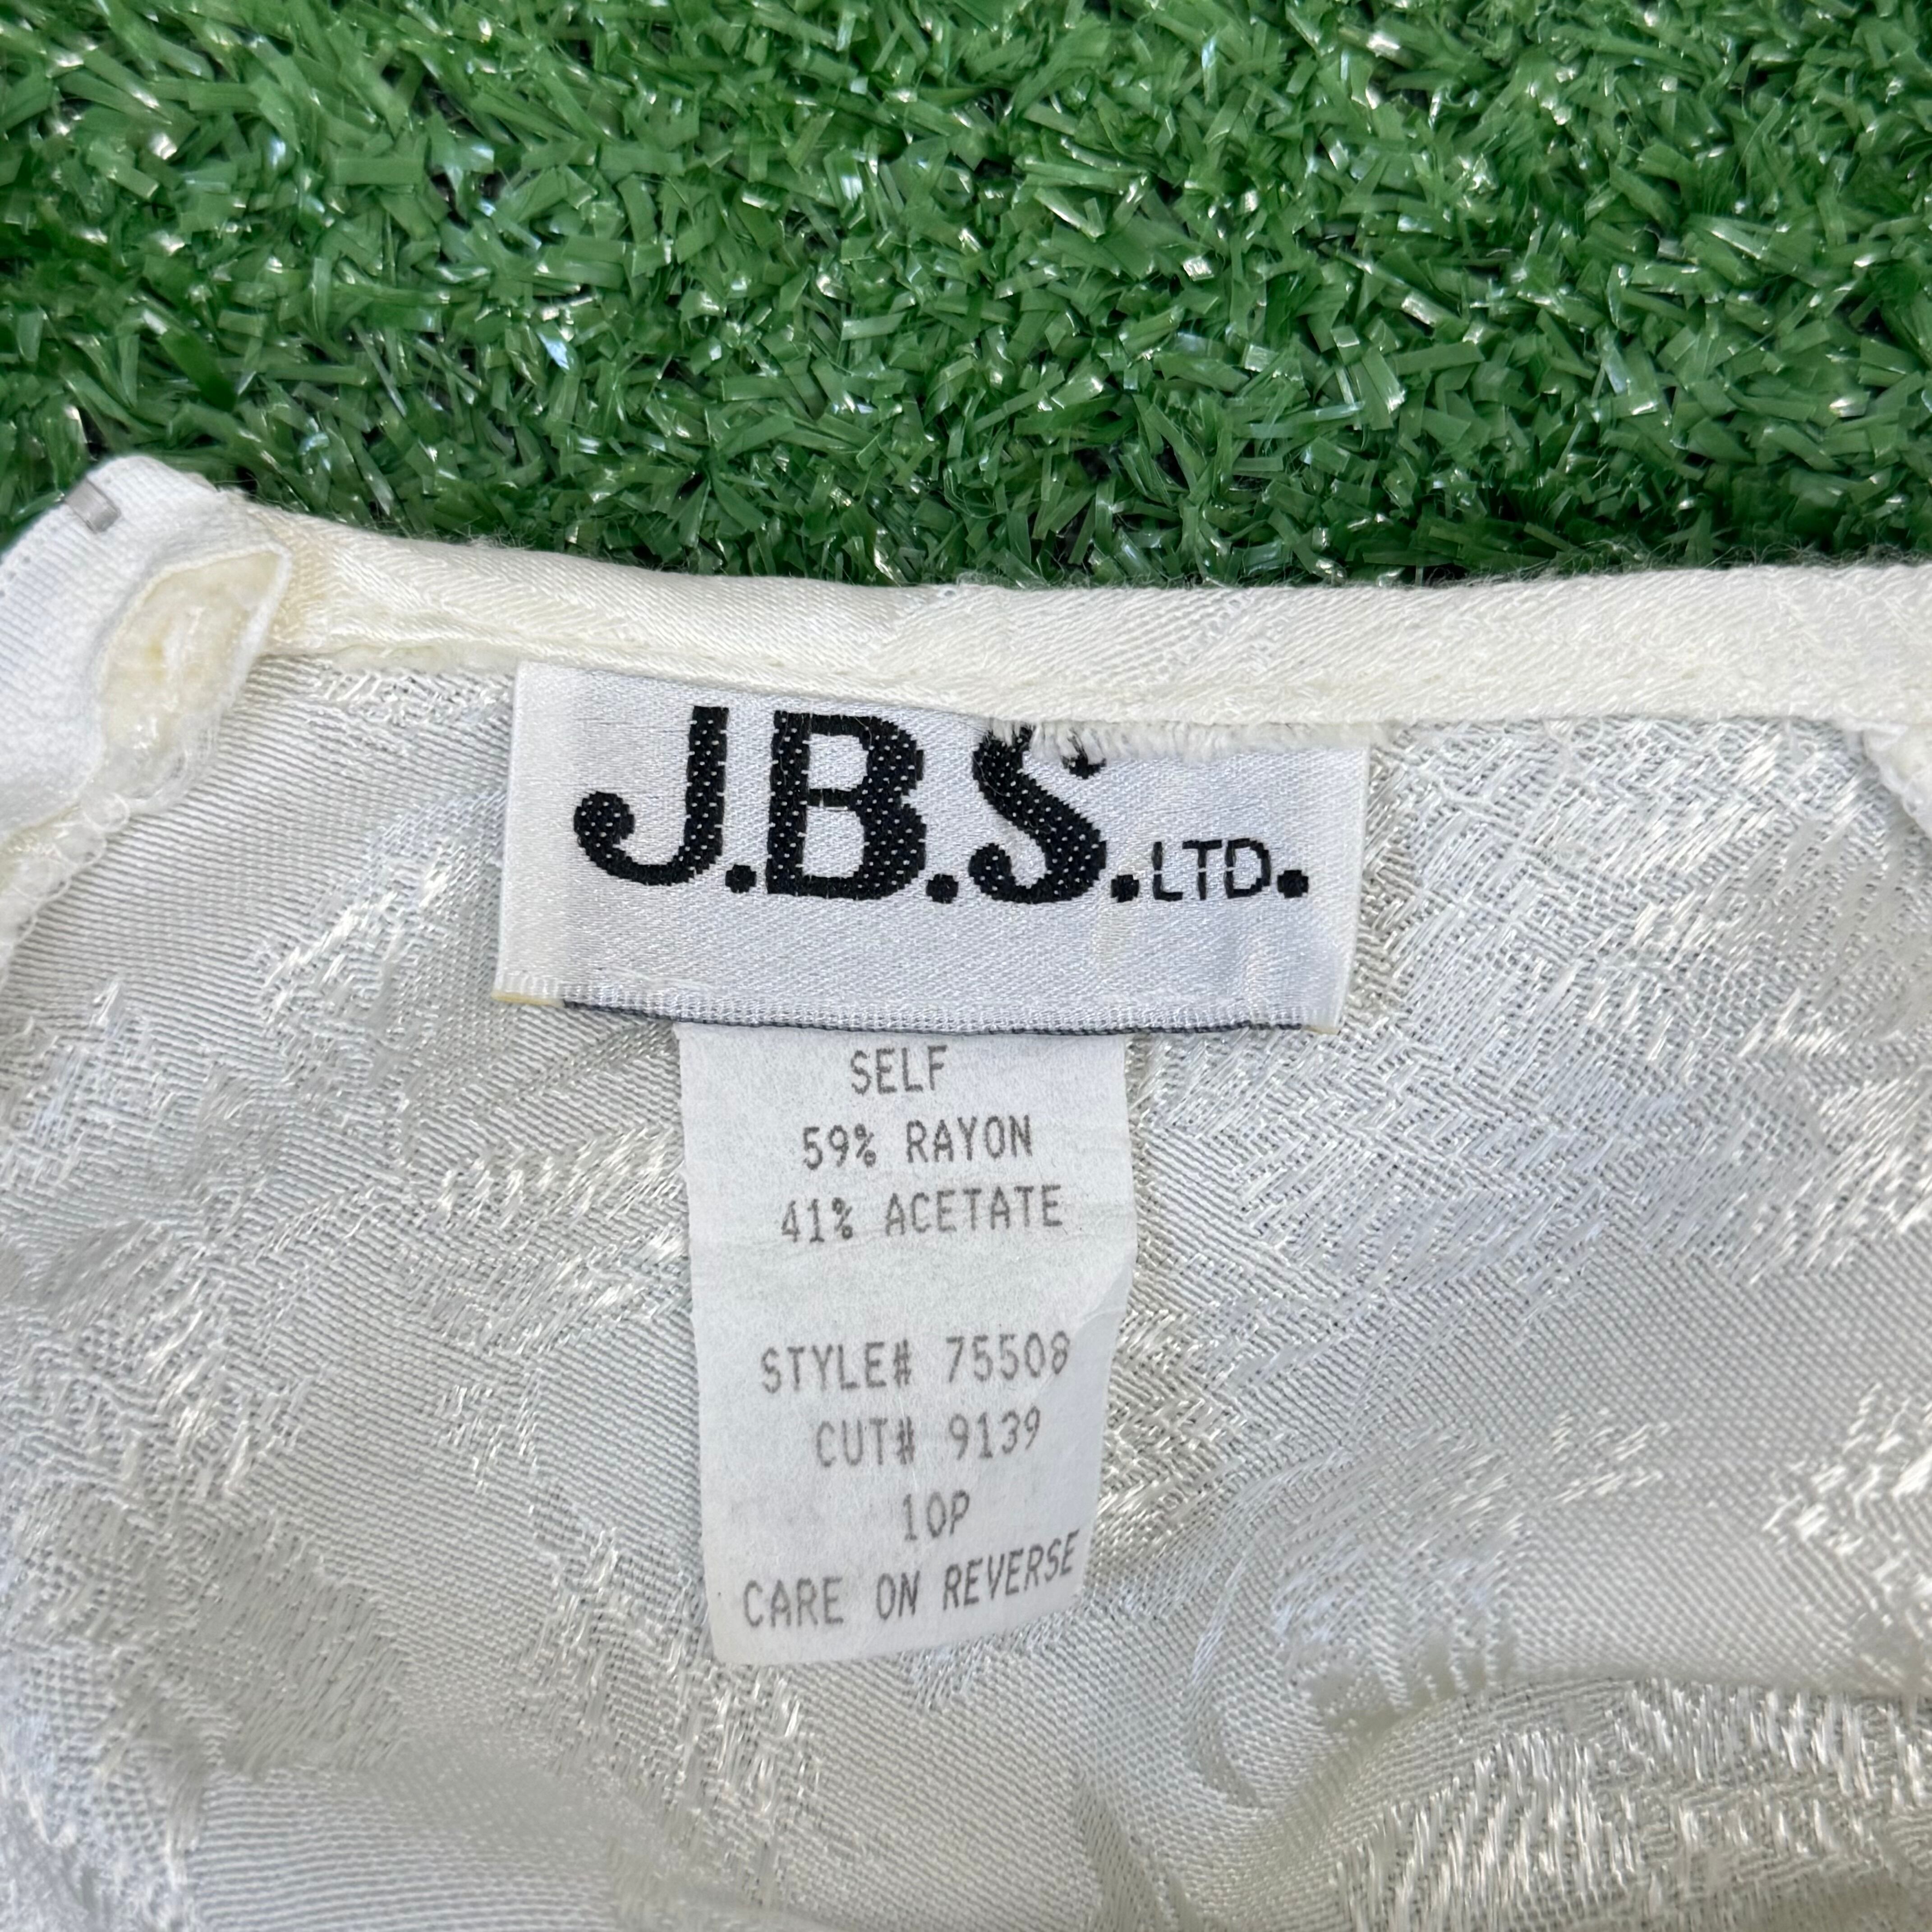 J.B.S. LTD.
SELF
59% RAYON
41% ACETATE
STYLE# 75508
CUT# 9139
10P
CARE ON REVERSE